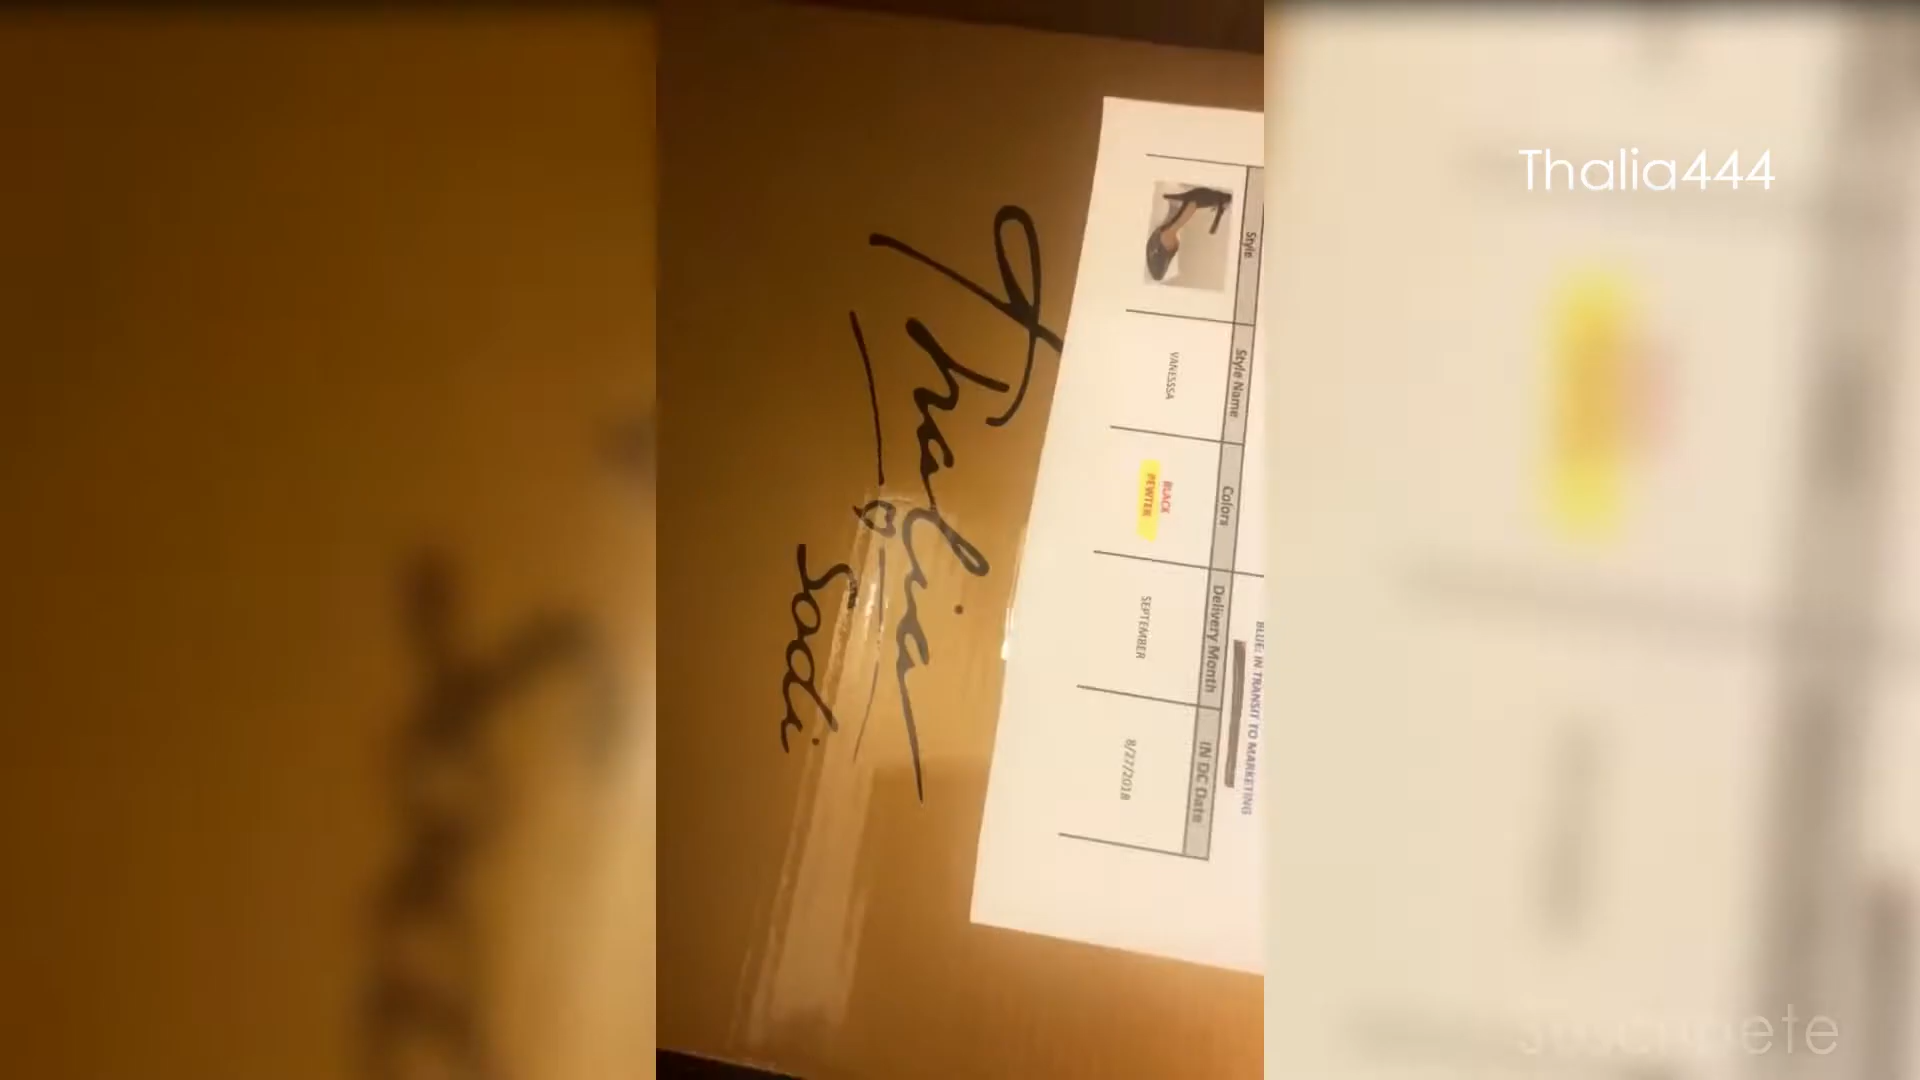 Thalia444
Thalia
Sodi
BLUE: IN TRANSIT TO MARKETING
Style
Style Name
Colors
Delivery Month
IN DC Date
VANESSSA
BLACK
PEWTER
SEPTEMBER
8/27/2018
Suscríbete